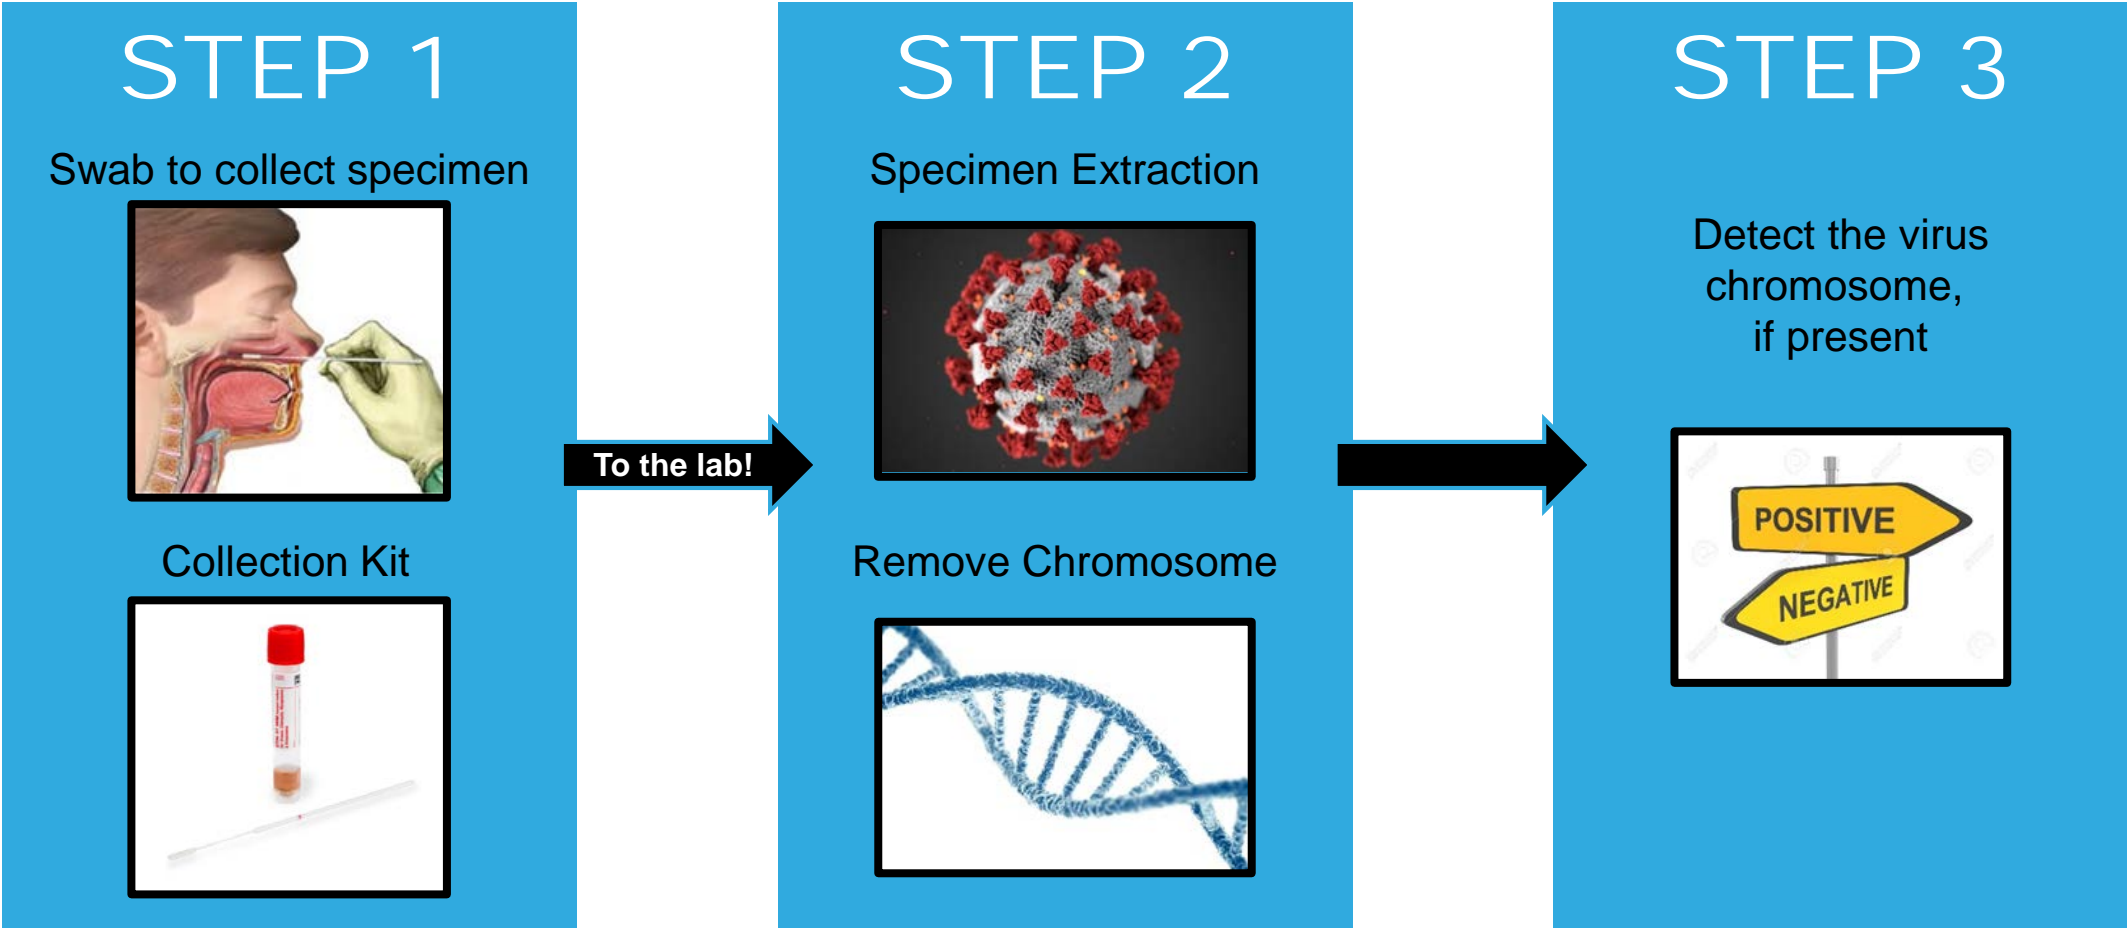 STEP 1
Swab to collect specimen
Collection Kit
To the lab!
STEP 2
Specimen Extraction
Remove Chromosome
STEP 3
Detect the virus
chromosome,
if present
POSITIVE
NEGATIVE